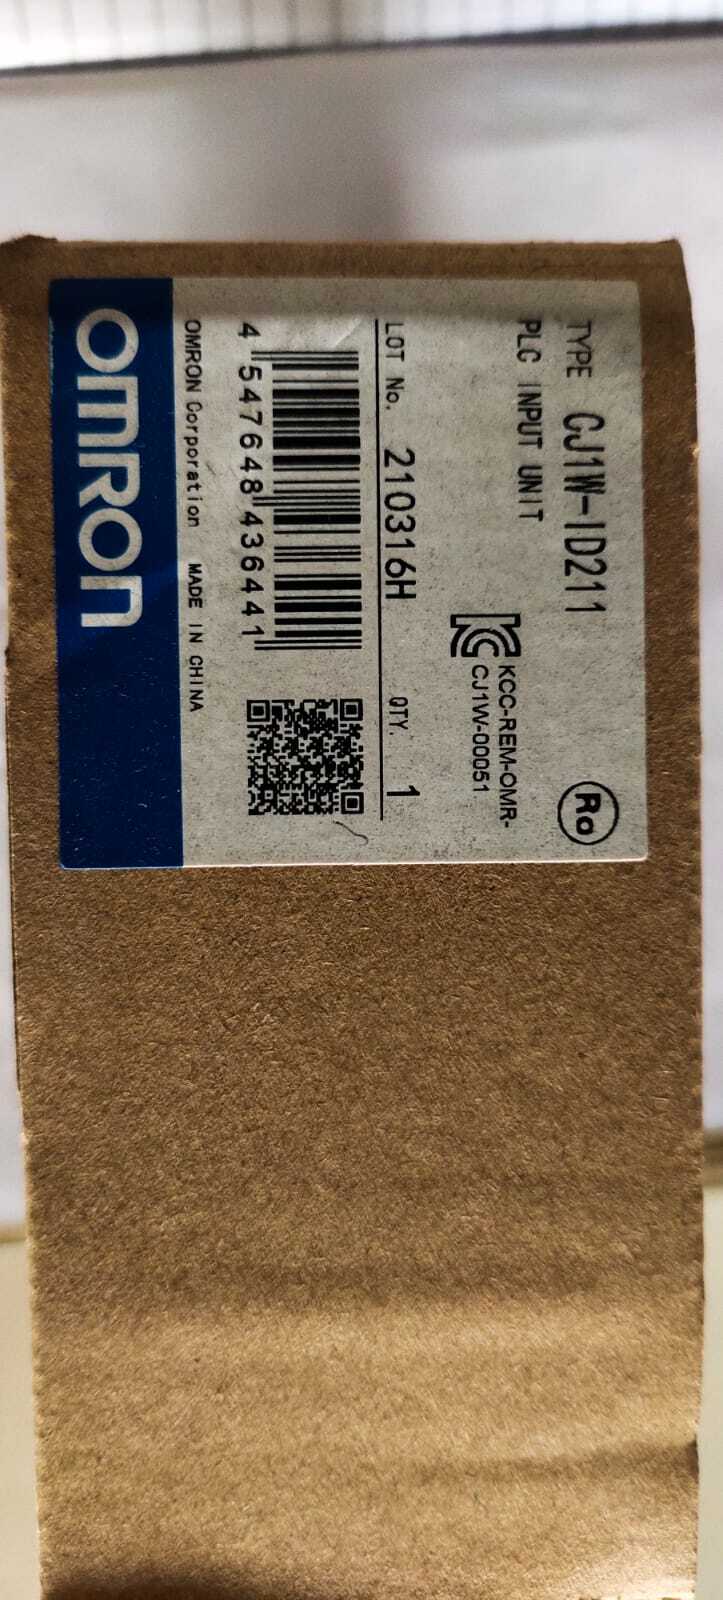 TYPE CJ1W-ID211
PLC INPUT UNIT
Ro
KCC-REM-OMR-
CJ1W-00051
LOT No. 210316H QTY. 1
4 547648 436441
OMRON Corporation MADE IN CHINA
OMRON